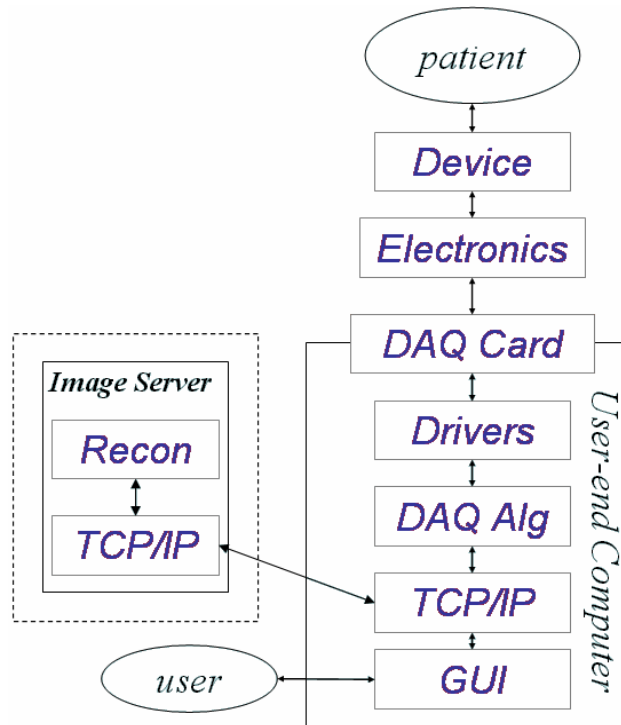 patient
Device
Electronics
DAQ Card
Image Server
Recon
TCP/IP
Drivers
DAQ Alg
TCP/IP
GUI
user
User-end Computer